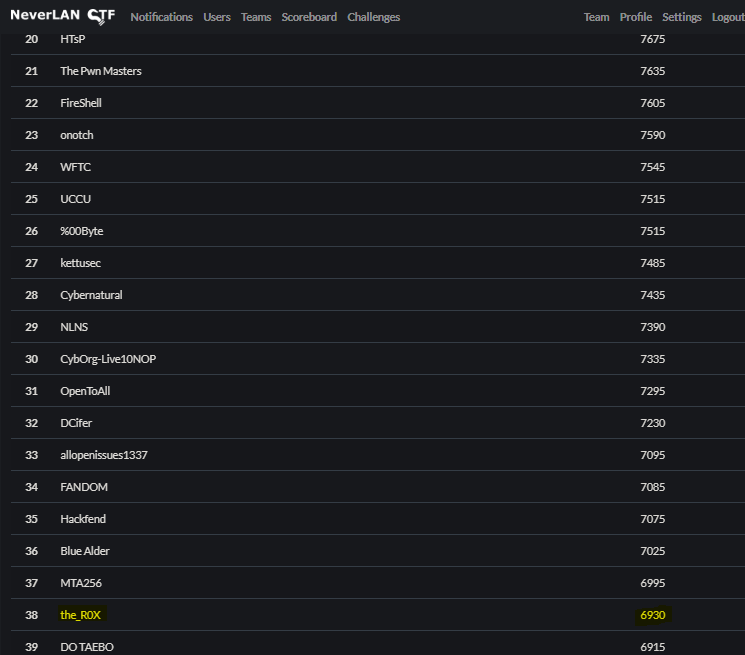 NeverLAN CTF Notifications Users Teams Scoreboard Challenges Team Profile Settings Logout
20 HTsP 7675
21 The Pwn Masters 7635
22 FireShell 7605
23 onotch 7590
24 WFTC 7545
25 UCCU 7515
26 %00Byte 7515
27 kettusec 7485
28 Cybernatural 7435
29 NLNS 7390
30 CybOrg-Live10NOP 7335
31 OpenToAll 7295
32 DCifer 7230
33 allopenissues1337 7095
34 FANDOM 7085
35 Hackfend 7075
36 Blue Alder 7025
37 MTA256 6995
38 the_R0X 6930
39 DO TAEBO 6915